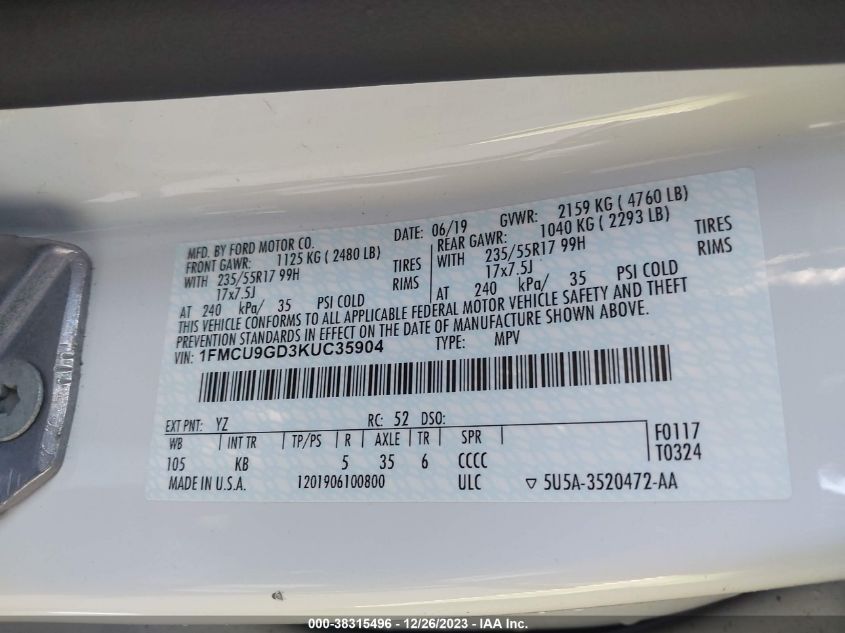 MFD. BY FORD MOTOR CO. DATE: 06/19 GVWR: 2159 KG ( 4760 LB)
FRONT GAWR: 1125 KG ( 2480 LB) REAR GAWR: 1040 KG ( 2293 LB)
WITH 235/55R17 99H TIRES WITH 235/55R17 99H TIRES
17x7.5J RIMS 17x7.5J RIMS
AT 240 kPa/ 35 PSI COLD AT 240 kPa/ 35 PSI COLD
THIS VEHICLE CONFORMS TO ALL APPLICABLE FEDERAL MOTOR VEHICLE SAFETY AND THEFT
PREVENTION STANDARDS IN EFFECT ON THE DATE OF MANUFACTURE SHOWN ABOVE.
VIN: 1FMCU9GD3KUC35904 TYPE: MPV
EXT PNT: YZ RC: 52 DSO:
WB INT TR TP/PS R AXLE TR SPR F0117
105 KB 5 35 6 CCCC T0324
MADE IN U.S.A. 1201906100800 ULC ▽ 5U5A-3520472-AA
000-38315496 - 12/26/2023 - IAA Inc.